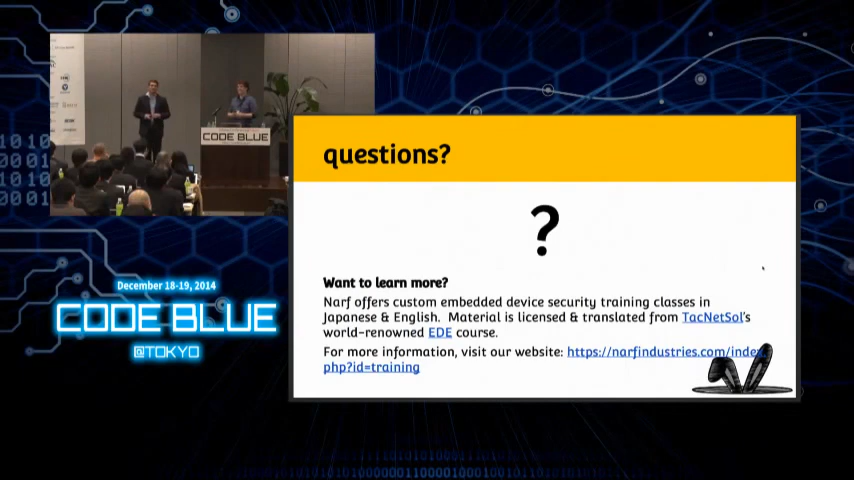 CODE BLUE
questions?
?
Want to learn more?
Narf offers custom embedded device security training classes in
Japanese & English. Material is licensed & translated from TacNetSol's
world-renowned EDE course.
For more information, visit our website: https://narfindustries.com/index.
php?id=training
December 18-19, 2014
CODE BLUE
@TOKYO